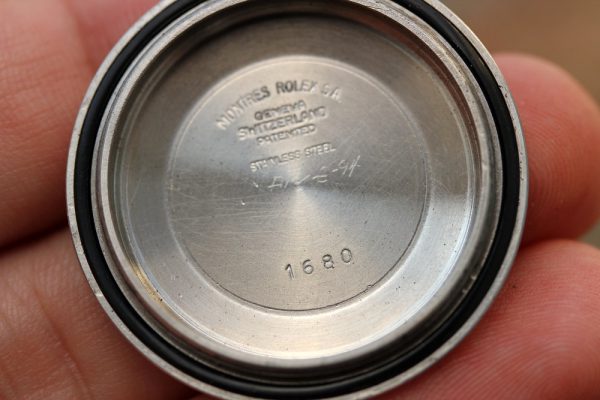 MONTRES ROLEX S.A.
GENEVA
SWITZERLAND
PATENTED
STAINLESS STEEL
1680